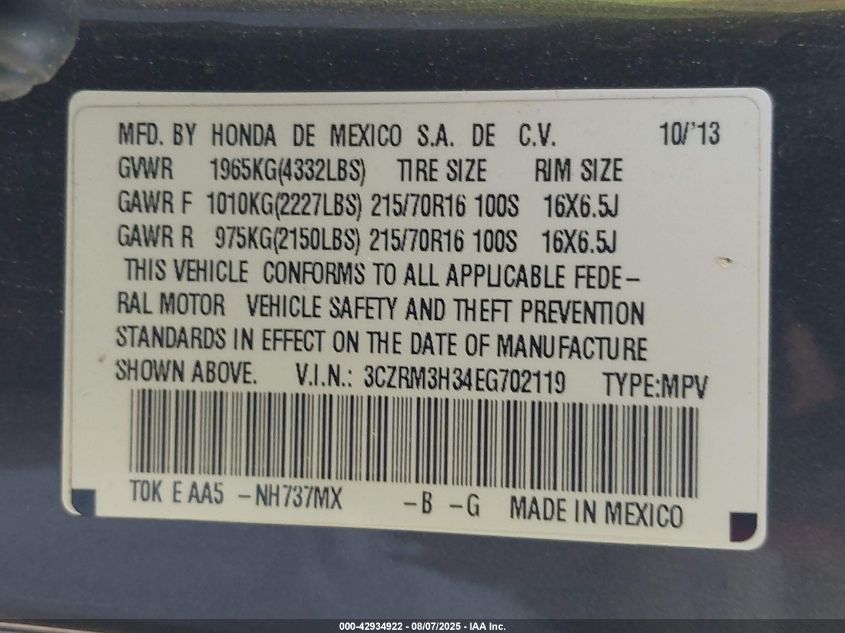 MFD. BY HONDA DE MEXICO S.A. DE C.V. 10/'13
GVWR 1965KG(4332LBS) TIRE SIZE RIM SIZE
GAWR F 1010KG(2227LBS) 215/70R16 100S 16X6.5J
GAWR R 975KG(2150LBS) 215/70R16 100S 16X6.5J
THIS VEHICLE CONFORMS TO ALL APPLICABLE FEDE-
RAL MOTOR VEHICLE SAFETY AND THEFT PREVENTION
STANDARDS IN EFFECT ON THE DATE OF MANUFACTURE
SHOWN ABOVE. V.I.N.: 3CZRM3H34EG702119 TYPE:MPV
T0K E AA5 -NH737MX -B -G MADE IN MEXICO
000-42934922 - 08/07/2025 - IAA Inc.